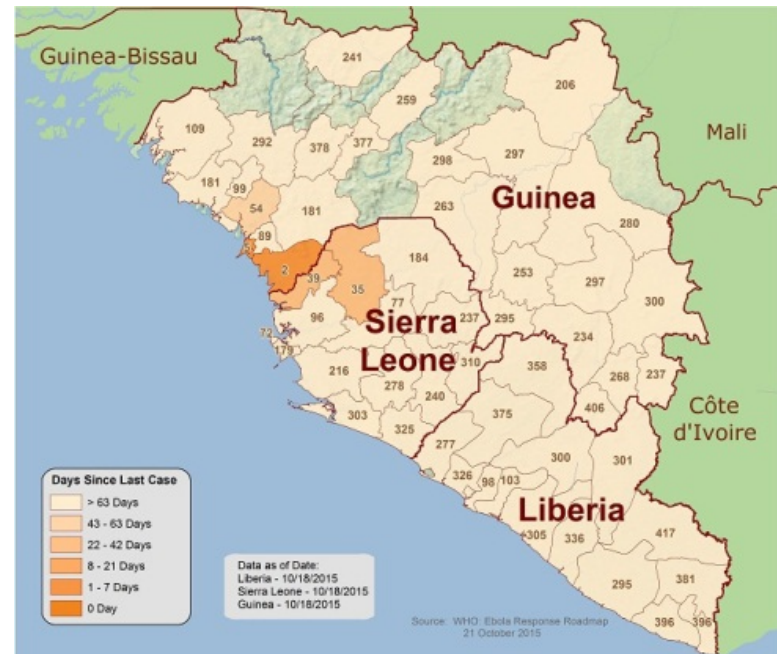 Guinea-Bissau
241
206
259
Mali
109
292
378
377
298
297
181
99
54
181
263
Guinea
280
89
2
184
39
35
253
297
300
77
96
237
295
72
Sierra
Leone
234
179
310
358
216
268
237
278
240
375
406
303
325
Côte
d'Ivoire
277
300
301
326
98
103
Liberia
305
336
417
381
295
396
396
Days Since Last Case
> 63 Days
43 - 63 Days
22 - 42 Days
8 - 21 Days
1 - 7 Days
0 Day
Data as of Date:
Liberia - 10/18/2015
Sierra Leone - 10/18/2015
Guinea - 10/18/2015
Source: WHO Ebola Response Roadmap
21 October 2015